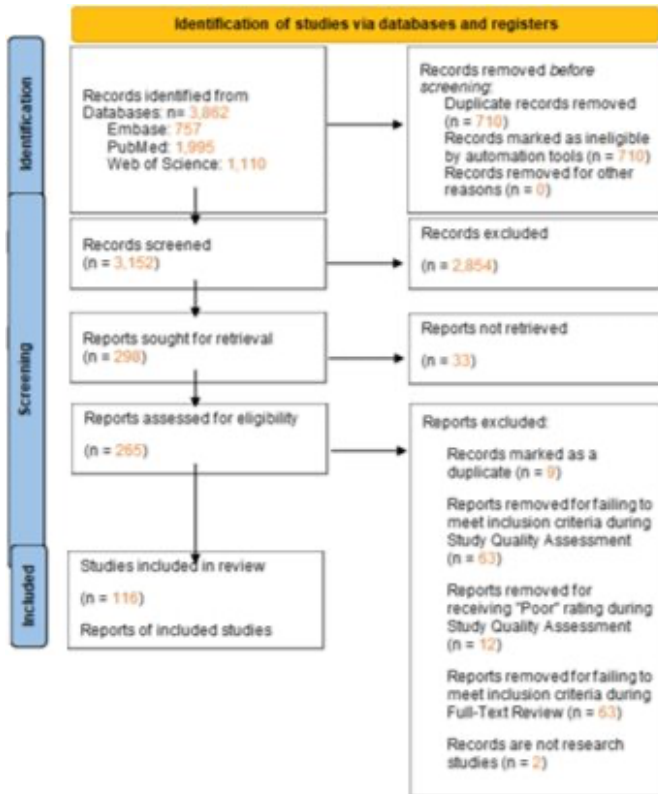 Identification of studies via databases and registers
Identification
Records identified from
Databases: n= 3,862
Embase: 757
PubMed: 1,995
Web of Science: 1,110
Records removed before
screening:
Duplicate records removed
(n = 710)
Records marked as ineligible
by automation tools (n = 710)
Records removed for other
reasons (n = 0)
Screening
Records screened
(n = 3,152)
Records excluded
(n = 2,854)
Reports sought for retrieval
(n = 298)
Reports not retrieved
(n = 33)
Reports assessed for eligibility
(n = 265)
Reports excluded:
Records marked as a
duplicate (n = 9)
Reports removed for failing to
meet inclusion criteria during
Study Quality Assessment
(n = 63)
Reports removed for
receiving "Poor" rating during
Study Quality Assessment
(n = 12)
Reports removed for failing to
meet inclusion criteria during
Full-Text Review (n = 63)
Records are not research
studies (n = 2)
Included
Studies included in review
(n = 116)
Reports of included studies